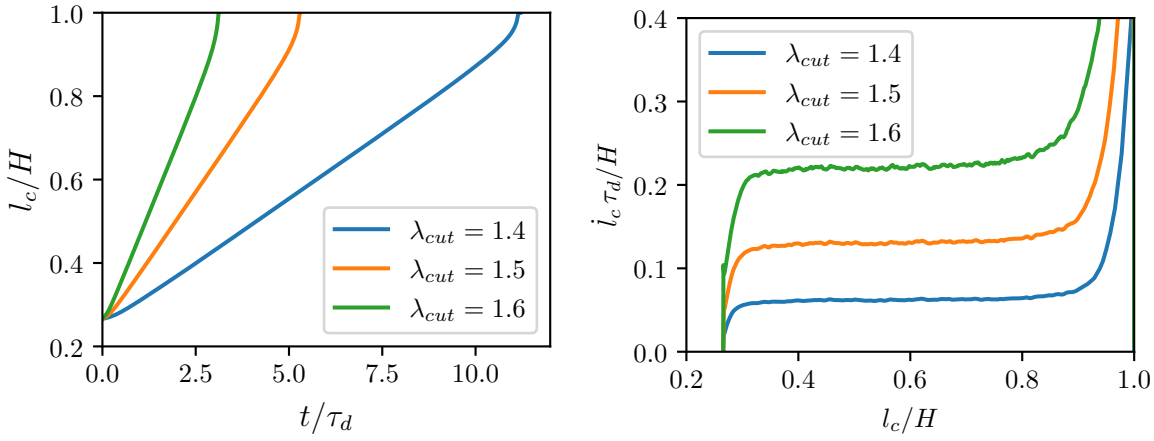 1.0
0.8
0.6
0.4
0.2
l_c/H
λ_cut = 1.4
λ_cut = 1.5
λ_cut = 1.6
0.0 2.5 5.0 7.5 10.0
t/τ_d
0.4
0.3
0.2
0.1
0.0
l̇_c τ_d/H
λ_cut = 1.4
λ_cut = 1.5
λ_cut = 1.6
0.2 0.4 0.6 0.8 1.0
l_c/H